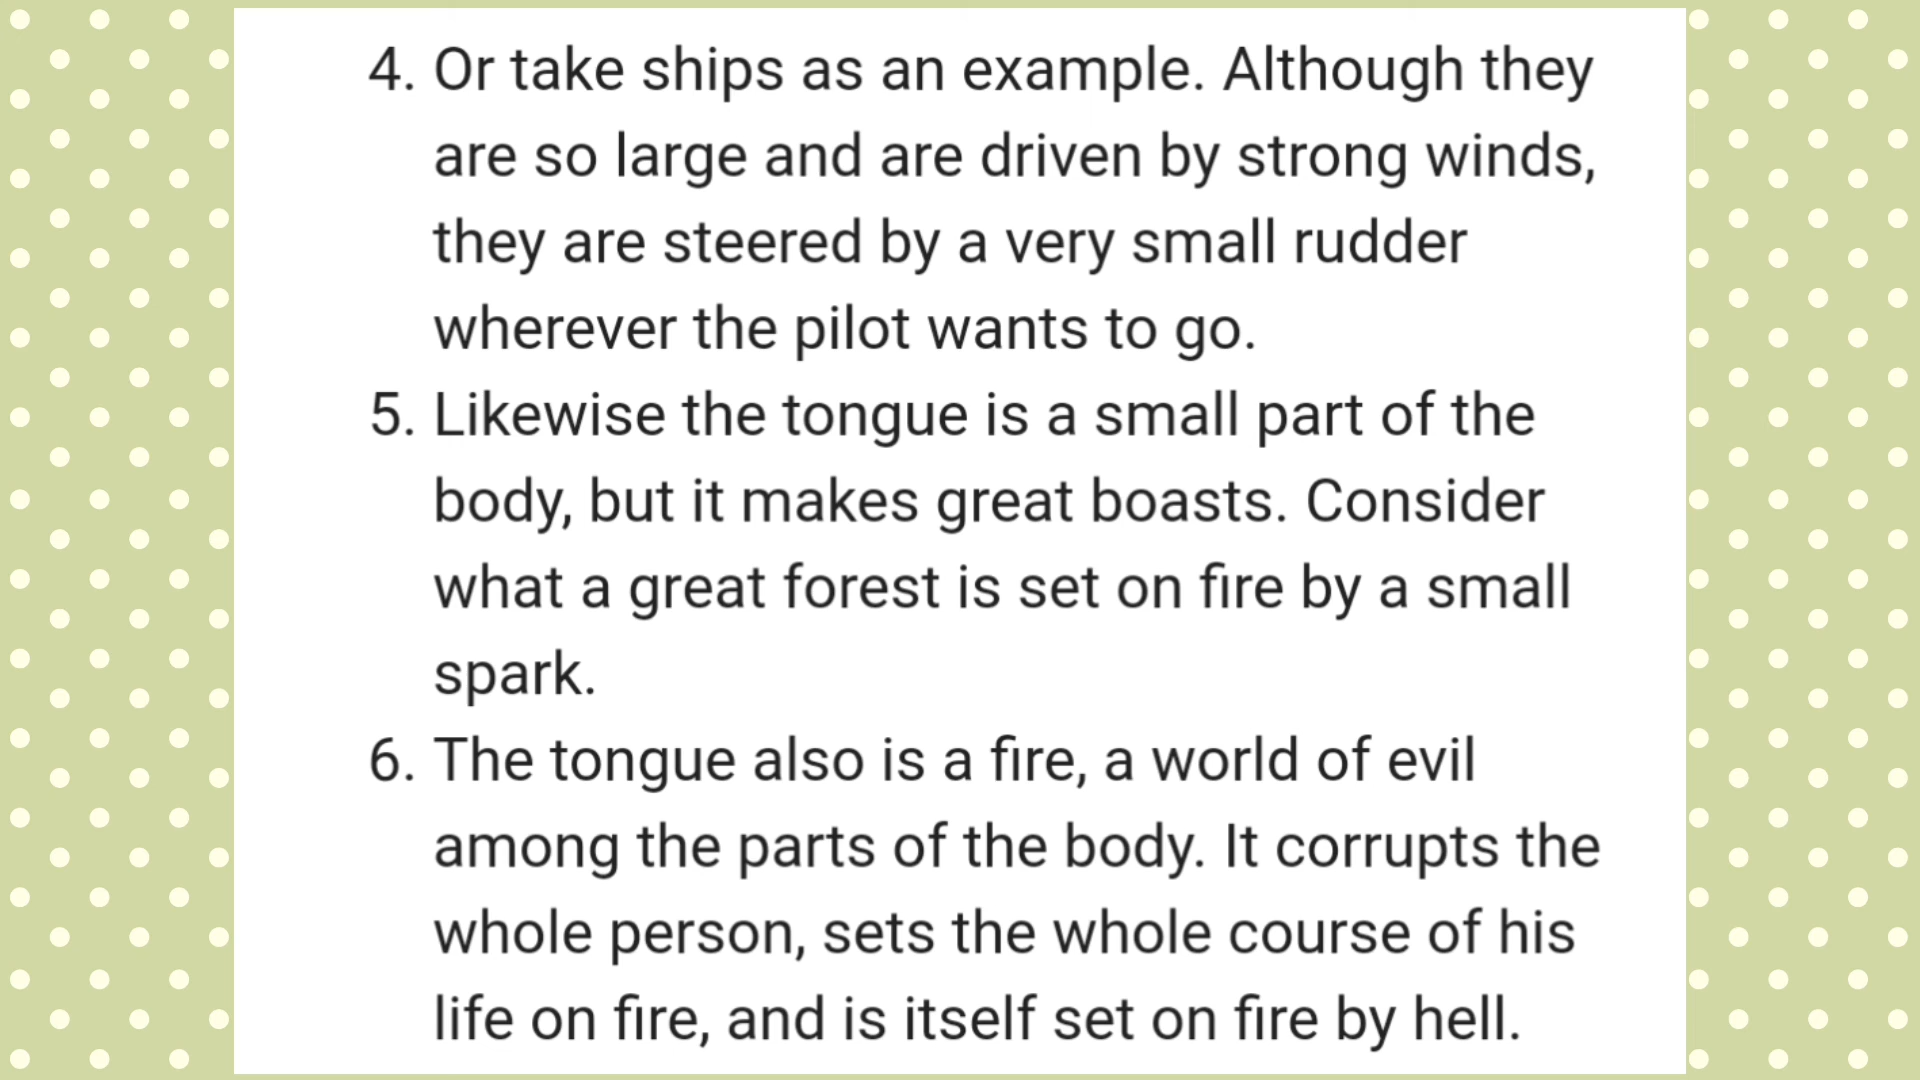 4. Or take ships as an example. Although they
are so large and are driven by strong winds,
they are steered by a very small rudder
wherever the pilot wants to go.
5. Likewise the tongue is a small part of the
body, but it makes great boasts. Consider
what a great forest is set on fire by a small
spark.
6. The tongue also is a fire, a world of evil
among the parts of the body. It corrupts the
whole person, sets the whole course of his
life on fire, and is itself set on fire by hell.